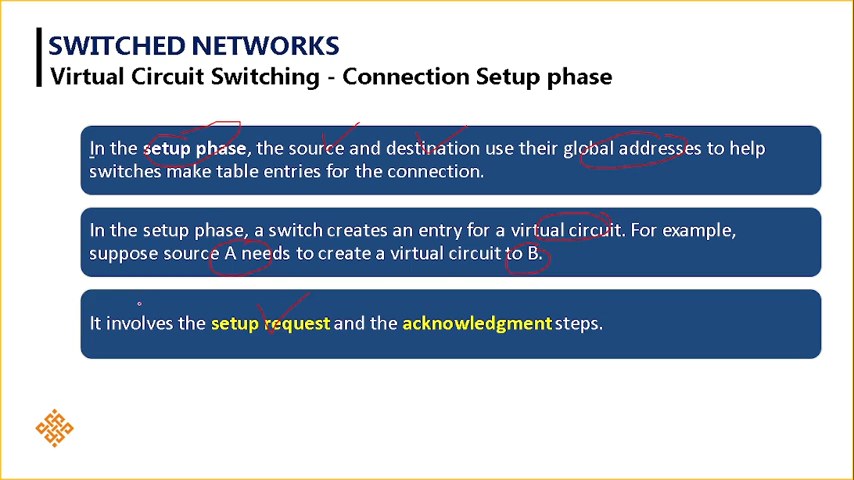 SWITCHED NETWORKS
Virtual Circuit Switching - Connection Setup phase
In the setup phase, the source and destination use their global addresses to help
switches make table entries for the connection.
In the setup phase, a switch creates an entry for a virtual circuit. For example,
suppose source A needs to create a virtual circuit to B.
It involves the setup request and the acknowledgment steps.